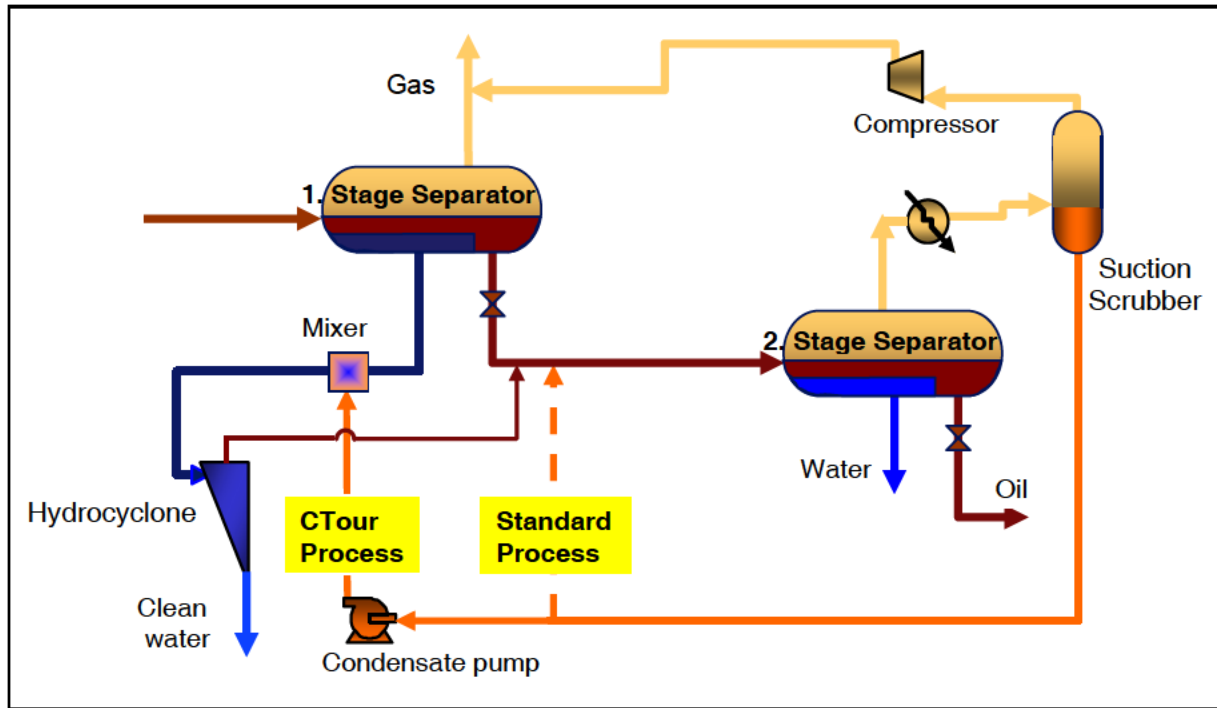 Gas
Compressor
1. Stage Separator
Suction
Scrubber
Mixer
2. Stage Separator
Water
Oil
Hydrocyclone
CTour
Process
Standard
Process
Clean
water
Condensate pump